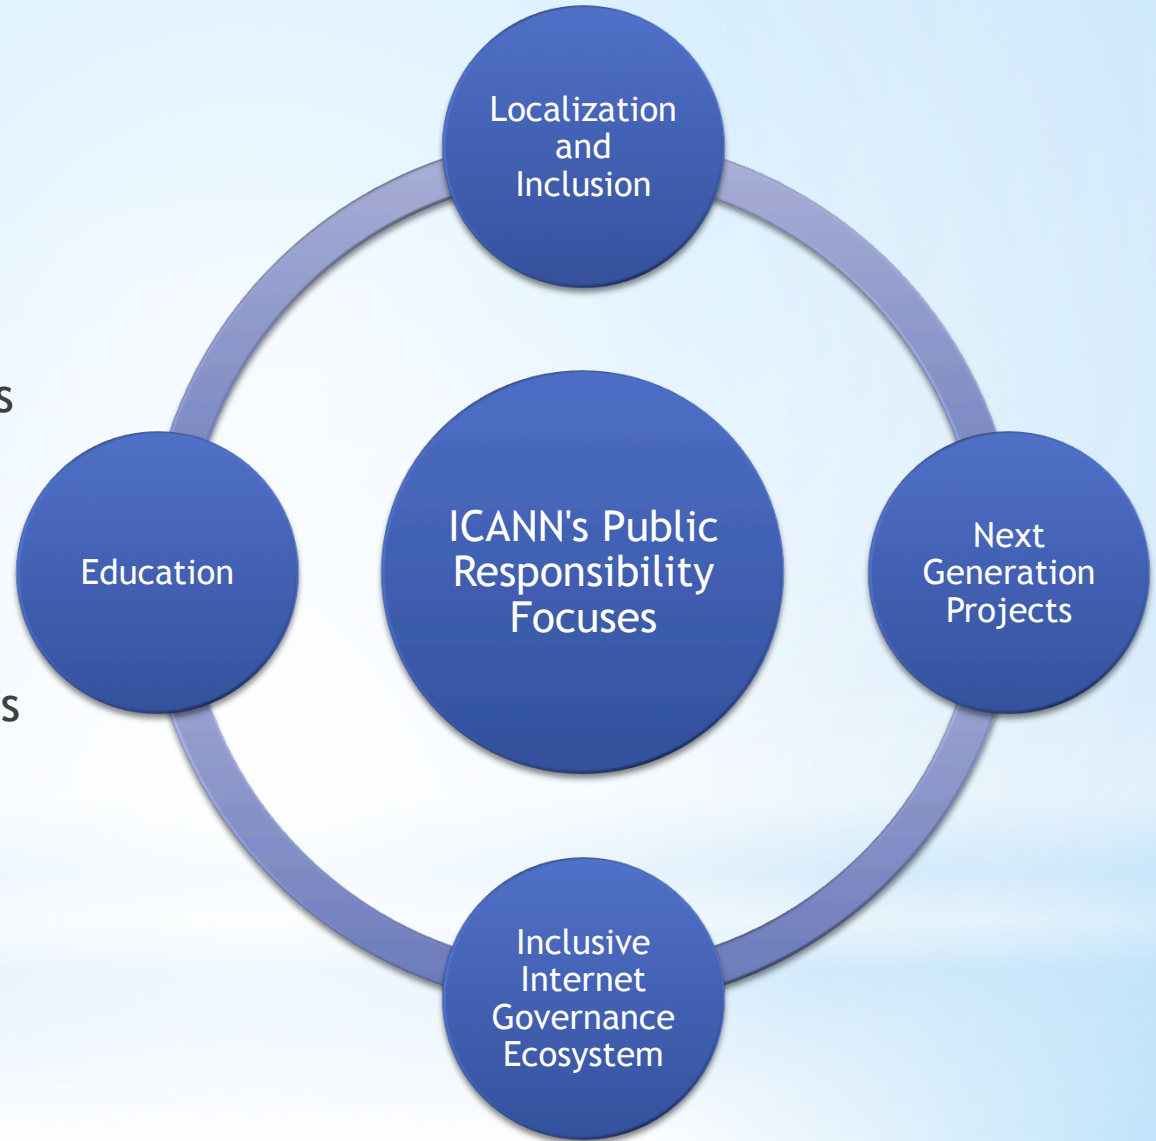 Localization
and
Inclusion
s
Education
ICANN's Public
Responsibility
Focuses
Next
Generation
Projects
s
Inclusive
Internet
Governance
Ecosystem